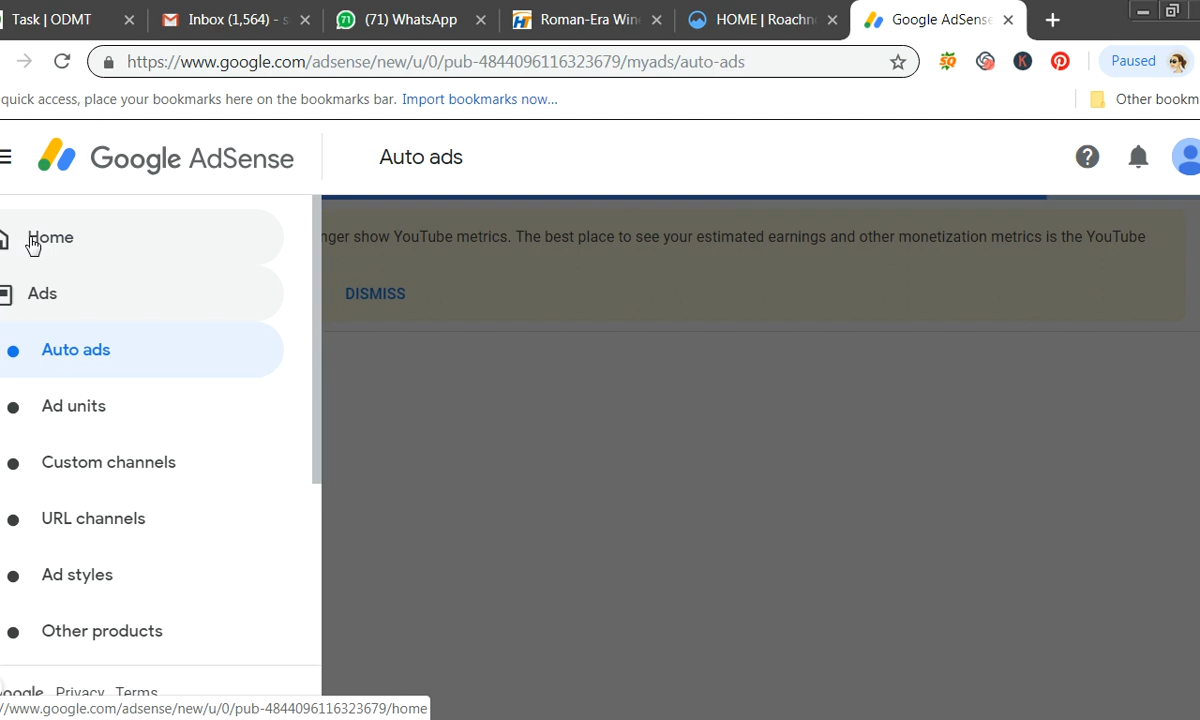 Task | ODMT
Inbox (1,564) - s
71
(71) WhatsApp
Roman-Era Win
HOME | Roachn
Google AdSense
https://www.google.com/adsense/new/u/0/pub-4844096116323679/myads/auto-ads
Paused
quick access, place your bookmarks here on the bookmarks bar. Import bookmarks now...
Other bookm
Google AdSense
Auto ads
Home
nger show YouTube metrics. The best place to see your estimated earnings and other monetization metrics is the YouTube
Ads
DISMISS
Auto ads
Ad units
Custom channels
URL channels
Ad styles
Other products
oogle Privacy Terms
//www.google.com/adsense/new/u/0/pub-4844096116323679/home